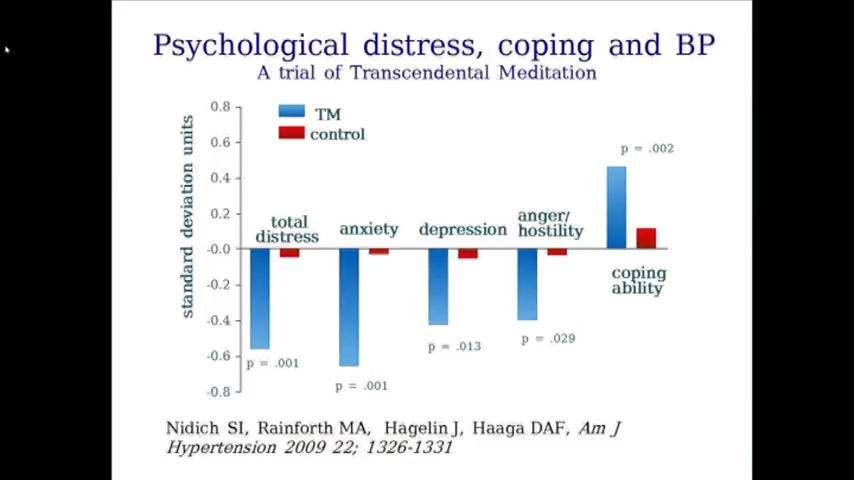 Psychological distress, coping and BP
A trial of Transcendental Meditation
0.8
0.6
0.4
0.2
-0.0
-0.2
-0.4
-0.6
-0.8
standard deviation units
TM
control
total
distress
anxiety
depression
anger/
hostility
coping
ability
p = .001
p = .001
p = .013
p = .029
p = .002
Nidich SI, Rainforth MA, Hagelin J, Haaga DAF, Am J
Hypertension 2009 22; 1326-1331